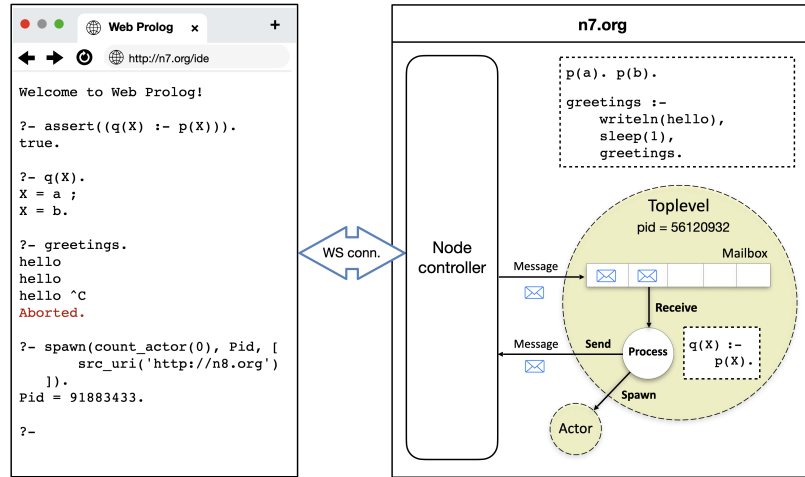 Web Prolog x +
http://n7.org/ide
Welcome to Web Prolog!
?- assert((q(X) :- p(X))).
true.
?- q(X).
X = a ;
X = b.
?- greetings.
hello
hello
hello ^C
Aborted.
?- spawn(count_actor(0), Pid, [
src_uri('http://n8.org')
]).
Pid = 91883433.
?-
WS conn.
n7.org
Node
controller
p(a). p(b).
greetings :-
writeln(hello),
sleep(1),
greetings.
Toplevel
pid = 56120932
Mailbox
Message
Receive
Message
Send
Process
q(X) :-
p(X).
Spawn
Actor